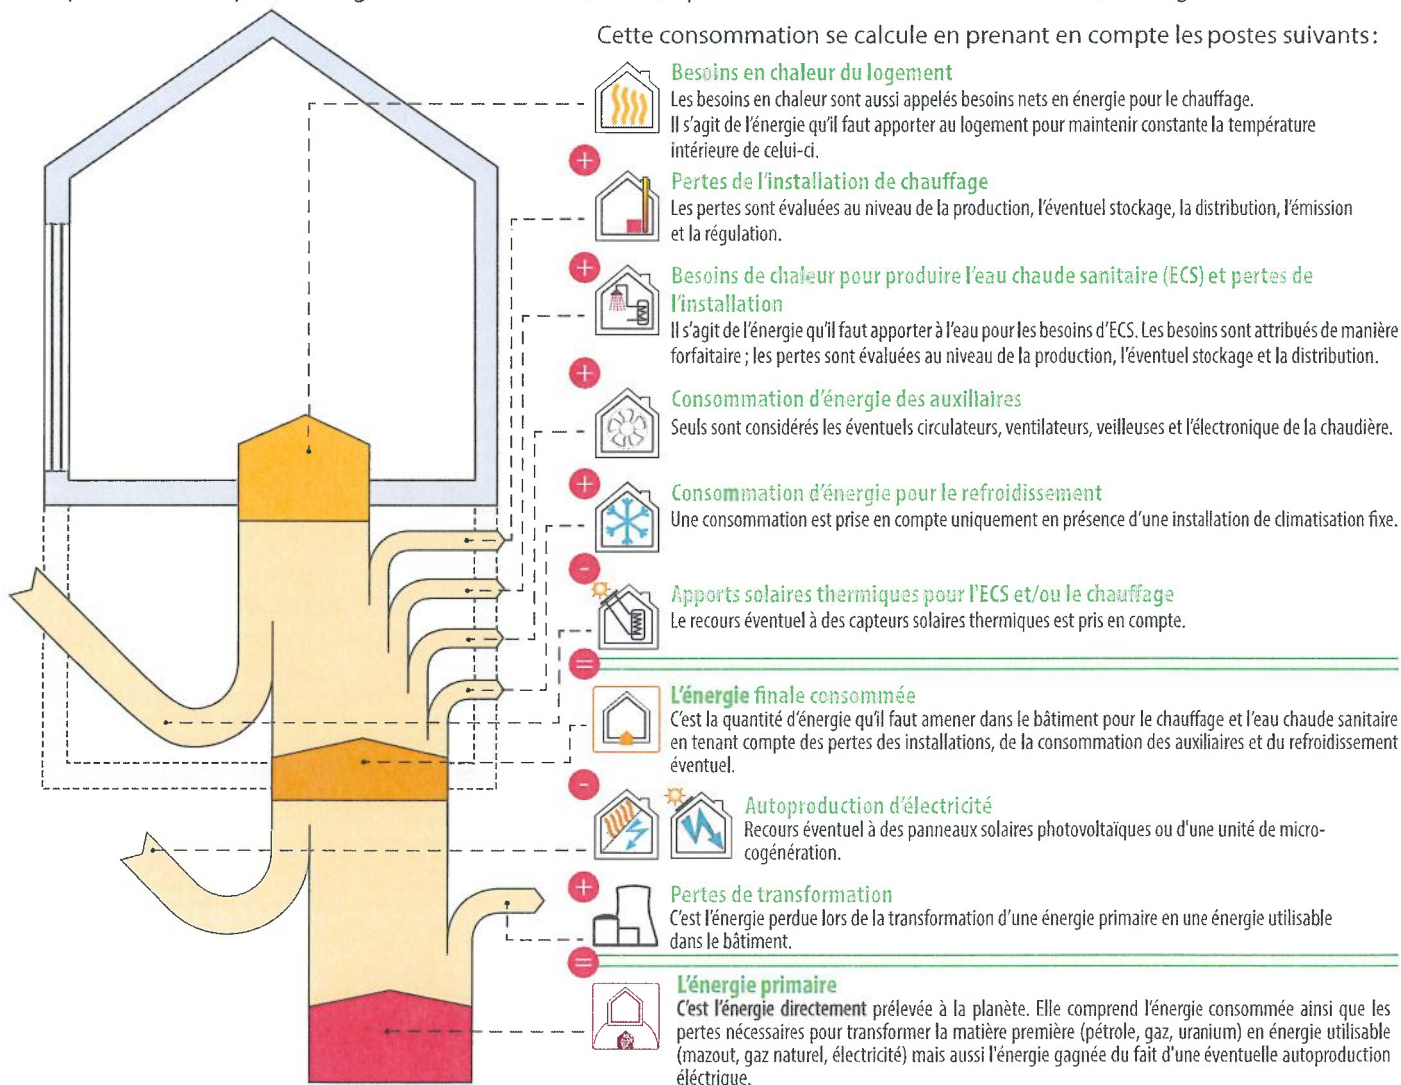 Cette consommation se calcule en prenant en compte les postes suivants :
Besoins en chaleur du logement
Les besoins en chaleur sont aussi appelés besoins nets en énergie pour le chauffage.
Il s'agit de l'énergie qu'il faut apporter au logement pour maintenir constante la température
intérieure de celui-ci.
+
Pertes de l'installation de chauffage
Les pertes sont évaluées au niveau de la production, l'éventuel stockage, la distribution, l'émission
et la régulation.
+
Besoins de chaleur pour produire l'eau chaude sanitaire (ECS) et pertes de
l'installation
Il s'agit de l'énergie qu'il faut apporter à l'eau pour les besoins d'ECS. Les besoins sont attribués de manière
forfaitaire ; les pertes sont évaluées au niveau de la production, l'éventuel stockage et la distribution.
+
Consommation d'énergie des auxiliaires
Seuls sont considérés les éventuels circulateurs, ventilateurs, veilleuses et l'électronique de la chaudière.
+
Consommation d'énergie pour le refroidissement
Une consommation est prise en compte uniquement en présence d'une installation de climatisation fixe.
-
Apports solaires thermiques pour l'ECS et/ou le chauffage
Le recours éventuel à des capteurs solaires thermiques est pris en compte.
=
L'énergie finale consommée
C'est la quantité d'énergie qu'il faut amener dans le bâtiment pour le chauffage et l'eau chaude sanitaire
en tenant compte des pertes des installations, de la consommation des auxiliaires et du refroidissement
éventuel.
-
Autoproduction d'électricité
Recours éventuel à des panneaux solaires photovoltaïques ou d'une unité de micro-
cogénération.
+
Pertes de transformation
C'est l'énergie perdue lors de la transformation d'une énergie primaire en une énergie utilisable
dans le bâtiment.
=
L'énergie primaire
C'est l'énergie directement prélevée à la planète. Elle comprend l'énergie consommée ainsi que les
pertes nécessaires pour transformer la matière première (pétrole, gaz, uranium) en énergie utilisable
(mazout, gaz naturel, électricité) mais aussi l'énergie gagnée du fait d'une éventuelle autoproduction
électrique.